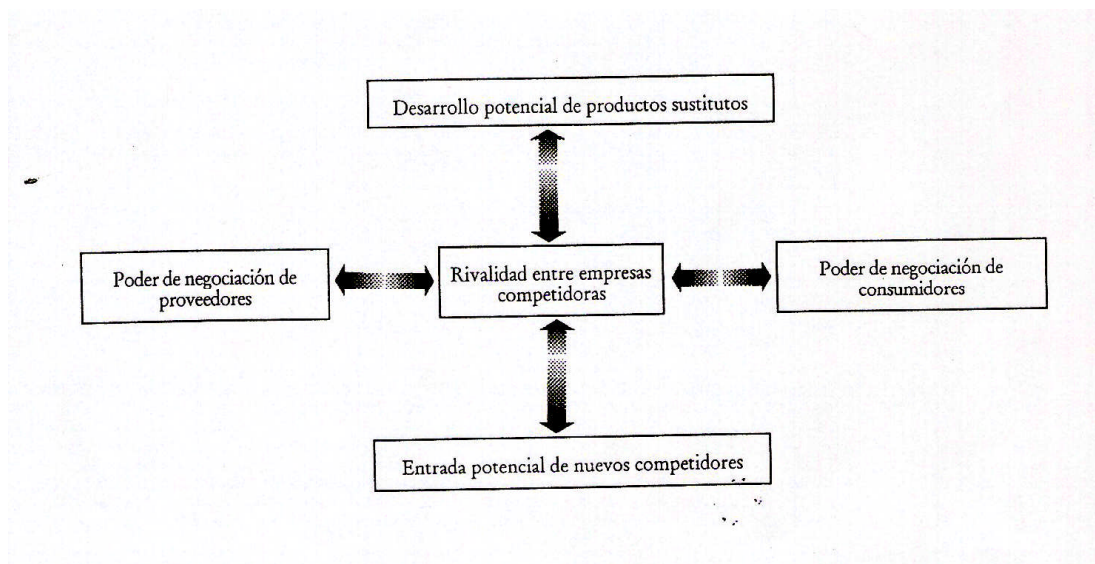 Desarrollo potencial de productos sustitutos
Poder de negociación de
proveedores
Rivalidad entre empresas
competidoras
Poder de negociación de
consumidores
Entrada potencial de nuevos competidores